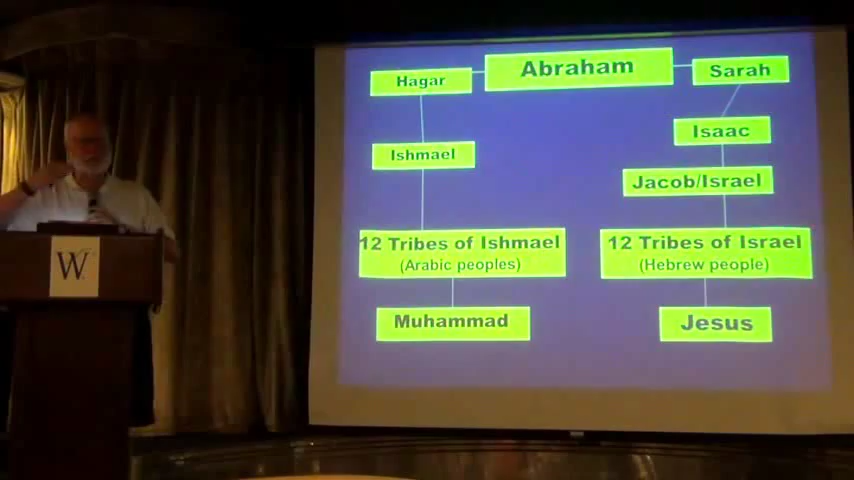 Hagar
Abraham
Sarah
Ishmael
Isaac
Jacob/Israel
12 Tribes of Ishmael
(Arabic peoples)
12 Tribes of Israel
(Hebrew people)
Muhammad
Jesus
W